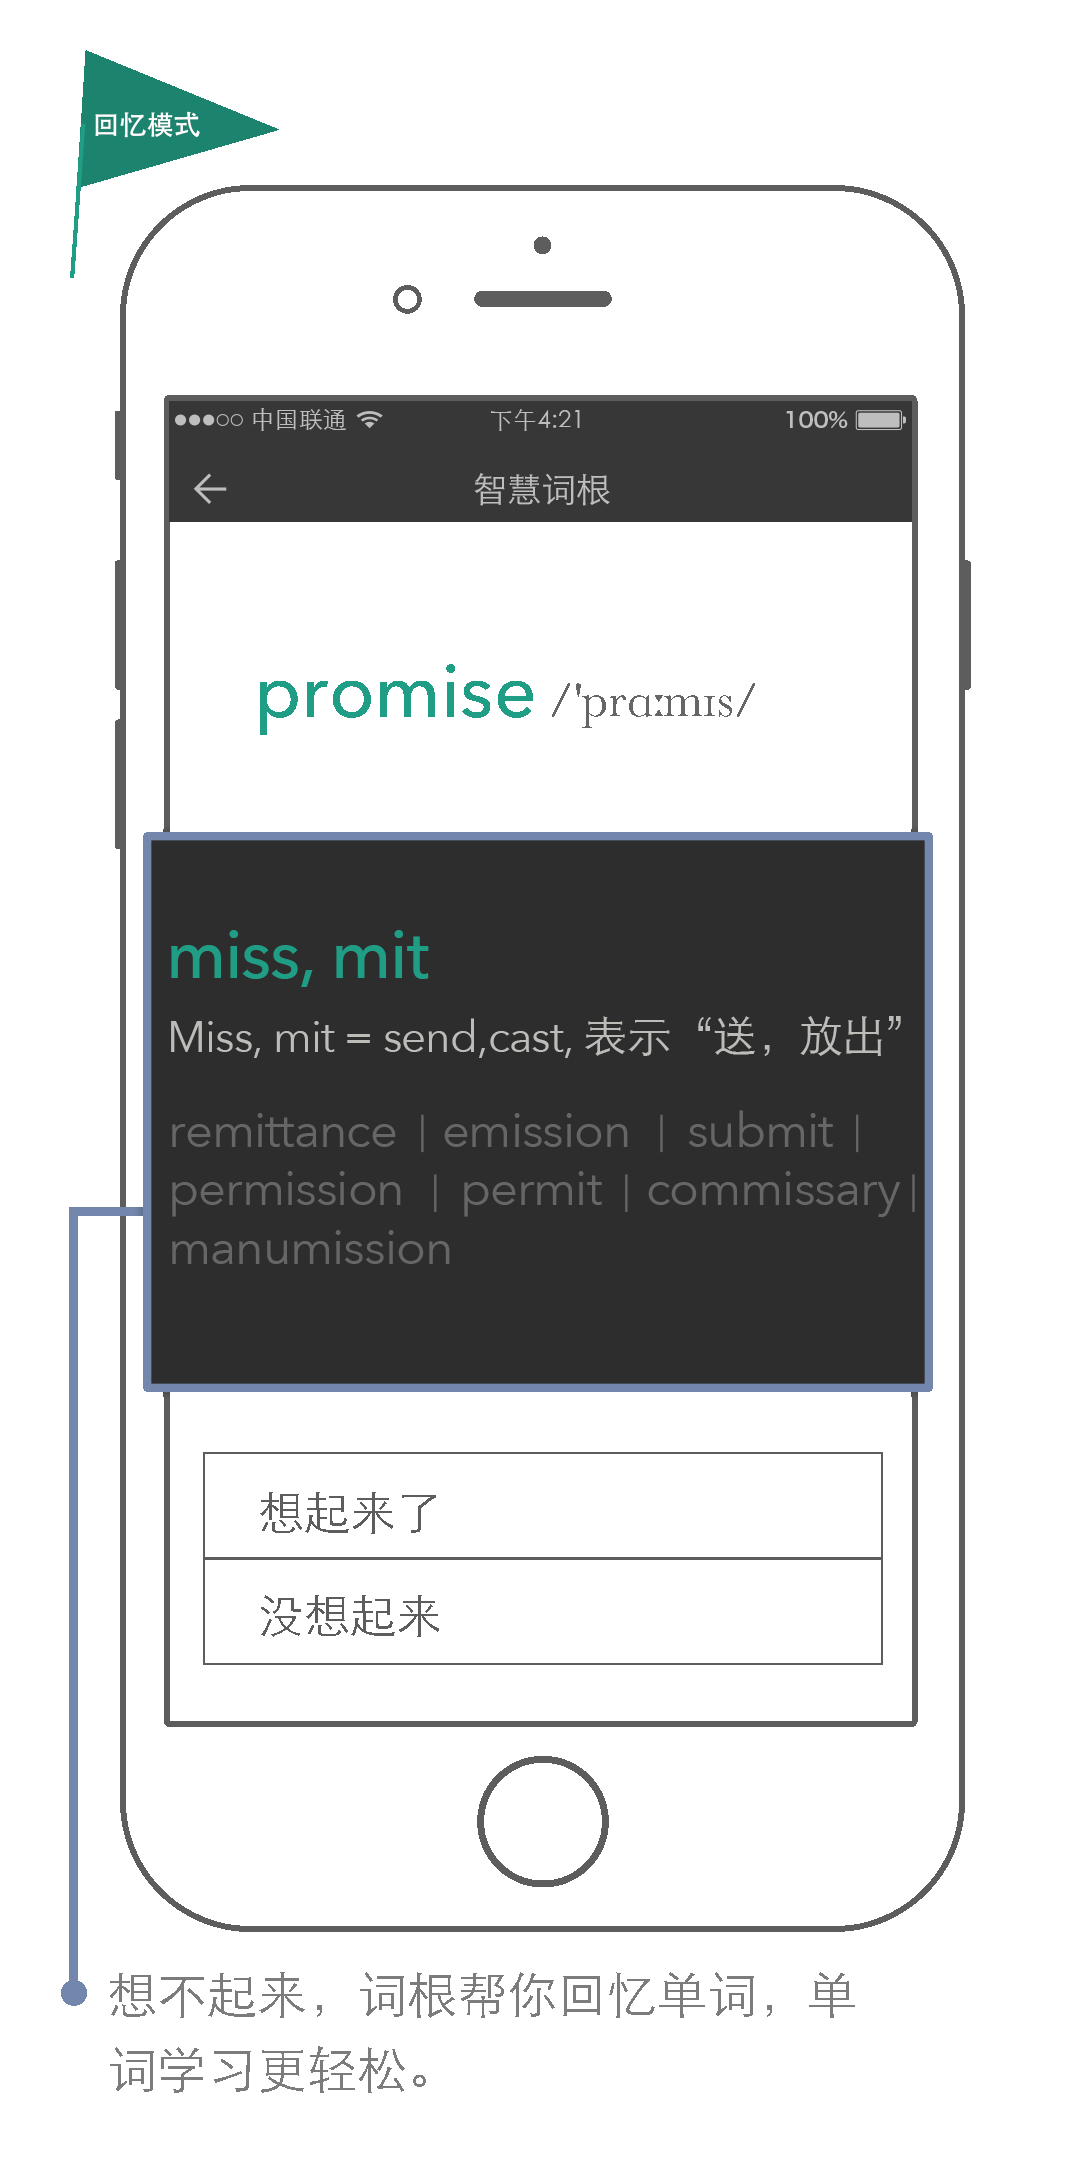 回忆模式
中国联通 下午4:21 100%
智慧词根
promise /'prɑːmɪs/
miss, mit
Miss, mit = send,cast, 表示“送，放出”
remittance | emission | submit |
permission | permit | commissary|
manumission
想起来了
没想起来
想不起来，词根帮你回忆单词，单
词学习更轻松。